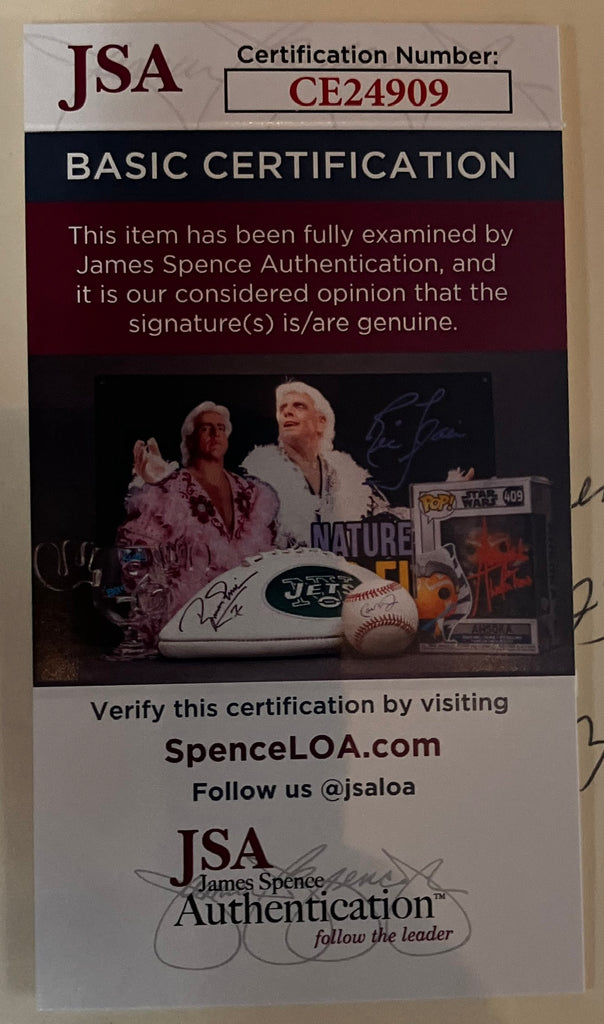 JSA
Certification Number:
CE24909
BASIC CERTIFICATION
This item has been fully examined by
James Spence Authentication, and
it is our considered opinion that the
signature(s) is/are genuine.
NATURE
JETS
POP!
STAR
WARS
409
AHSOKA
Verify this certification by visiting
SpenceLOA.com
Follow us @jsaloa
JSA
James Spence
Authentication™
follow the leader